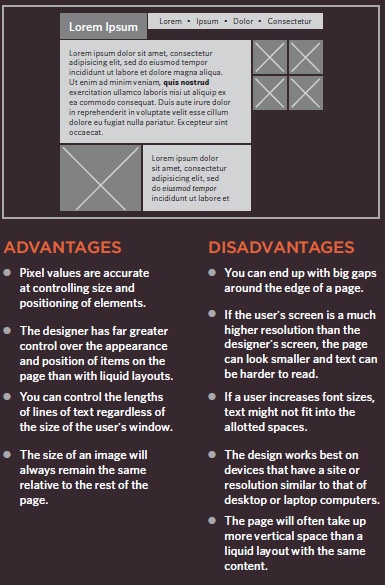 Lorem Ipsum
Lorem • Ipsum • Dolor • Consectetur
Lorem ipsum dolor sit amet, consectetur
adipisicing elit, sed do eiusmod tempor
incididunt ut labore et dolore magna aliqua.
Ut enim ad minim veniam, quis nostrud
exercitation ullamco laboris nisi ut aliquip ex
ea commodo consequat. Duis aute irure dolor
in reprehenderit in voluptate velit esse cillum
dolore eu fugiat nulla pariatur. Excepteur sint
occaecat.
Lorem ipsum dolor
sit amet, consectetur
adipisicing elit, sed
do eiusmod tempor
incididunt ut labore et
ADVANTAGES
Pixel values are accurate
at controlling size and
positioning of elements.
The designer has far greater
control over the appearance
and position of items on the
page than with liquid layouts.
You can control the lengths
of lines of text regardless of
the size of the user's window.
The size of an image will
always remain the same
relative to the rest of the
page.
DISADVANTAGES
You can end up with big gaps
around the edge of a page.
If the user's screen is a much
higher resolution than the
designer's screen, the page
can look smaller and text can
be harder to read.
If a user increases font sizes,
text might not fit into the
allotted spaces.
The design works best on
devices that have a site or
resolution similar to that of
desktop or laptop computers.
The page will often take up
more vertical space than a
liquid layout with the same
content.